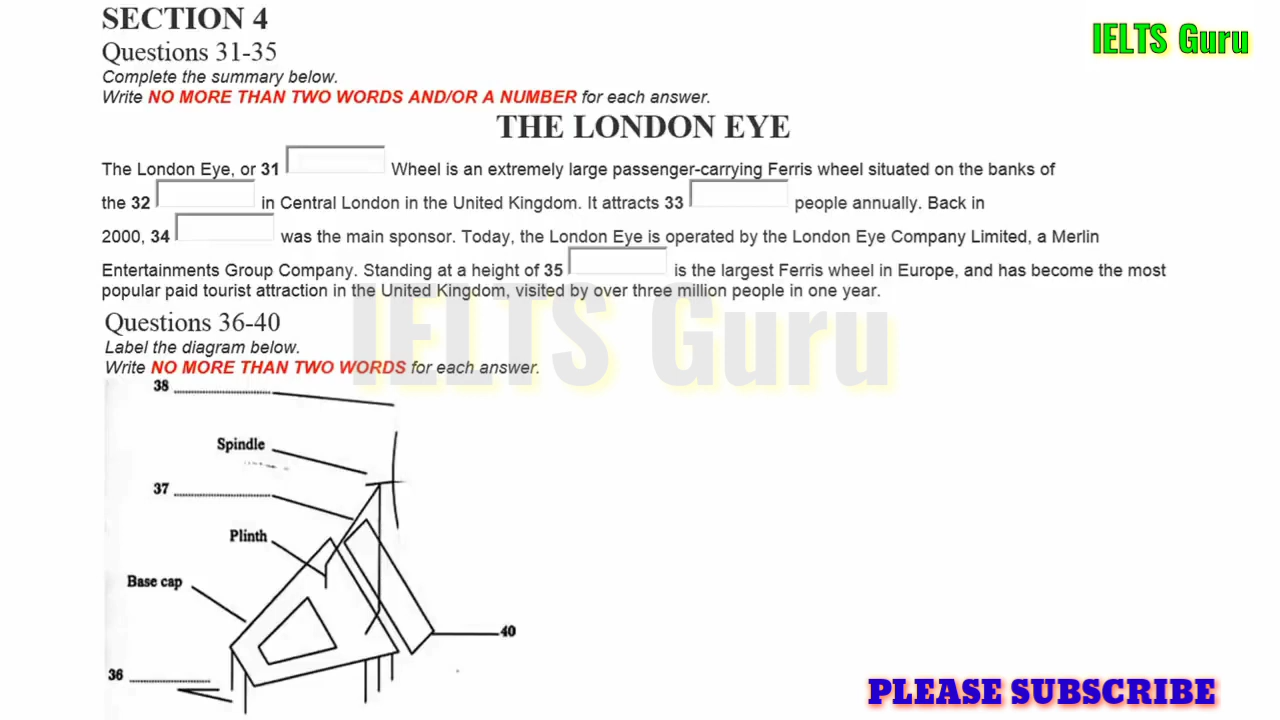 SECTION 4
IELTS Guru
Questions 31-35
Complete the summary below.
Write NO MORE THAN TWO WORDS AND/OR A NUMBER for each answer.
THE LONDON EYE
The London Eye, or 31 Wheel is an extremely large passenger-carrying Ferris wheel situated on the banks of
the 32 in Central London in the United Kingdom. It attracts 33 people annually. Back in
2000, 34 was the main sponsor. Today, the London Eye is operated by the London Eye Company Limited, a Merlin
Entertainments Group Company. Standing at a height of 35 is the largest Ferris wheel in Europe, and has become the most
popular paid tourist attraction in the United Kingdom, visited by over three million people in one year.
IELTS Guru
Questions 36-40
Label the diagram below.
Write NO MORE THAN TWO WORDS for each answer.
38 ....................
Spindle
37 ....................
Plinth
Base cap
40
36 ....................
PLEASE SUBSCRIBE